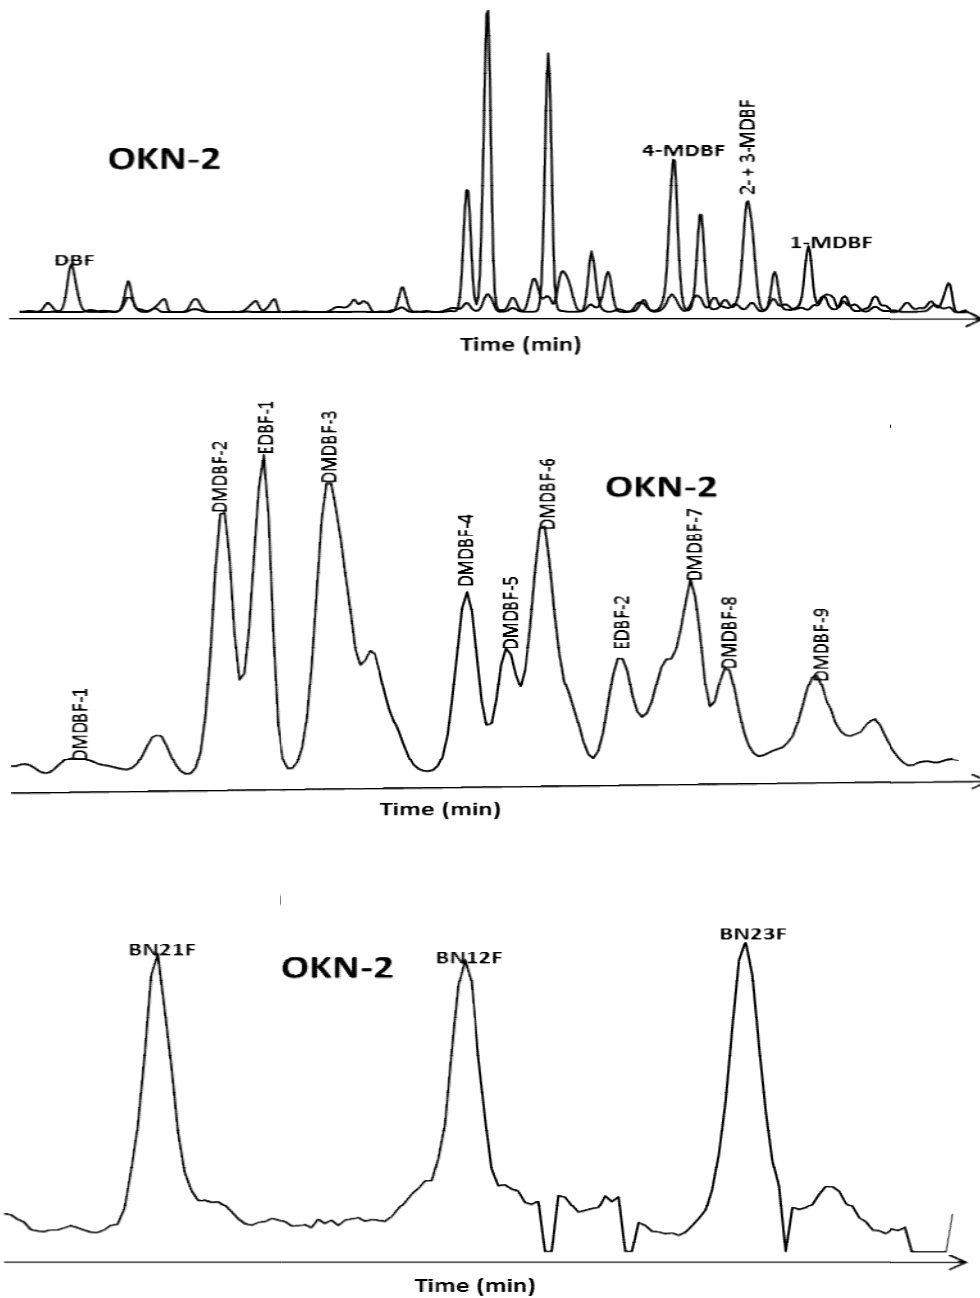 OKN-2
DBF
4-MDBF
2- + 3-MDBF
1-MDBF
Time (min)
DMDBF-1
DMDBF-2
EDBF-1
DMDBF-3
DMDBF-4
DMDBF-5
DMDBF-6
OKN-2
EDBF-2
DMDBF-7
DMDBF-8
DMDBF-9
Time (min)
BN21F
OKN-2
BN12F
BN23F
Time (min)